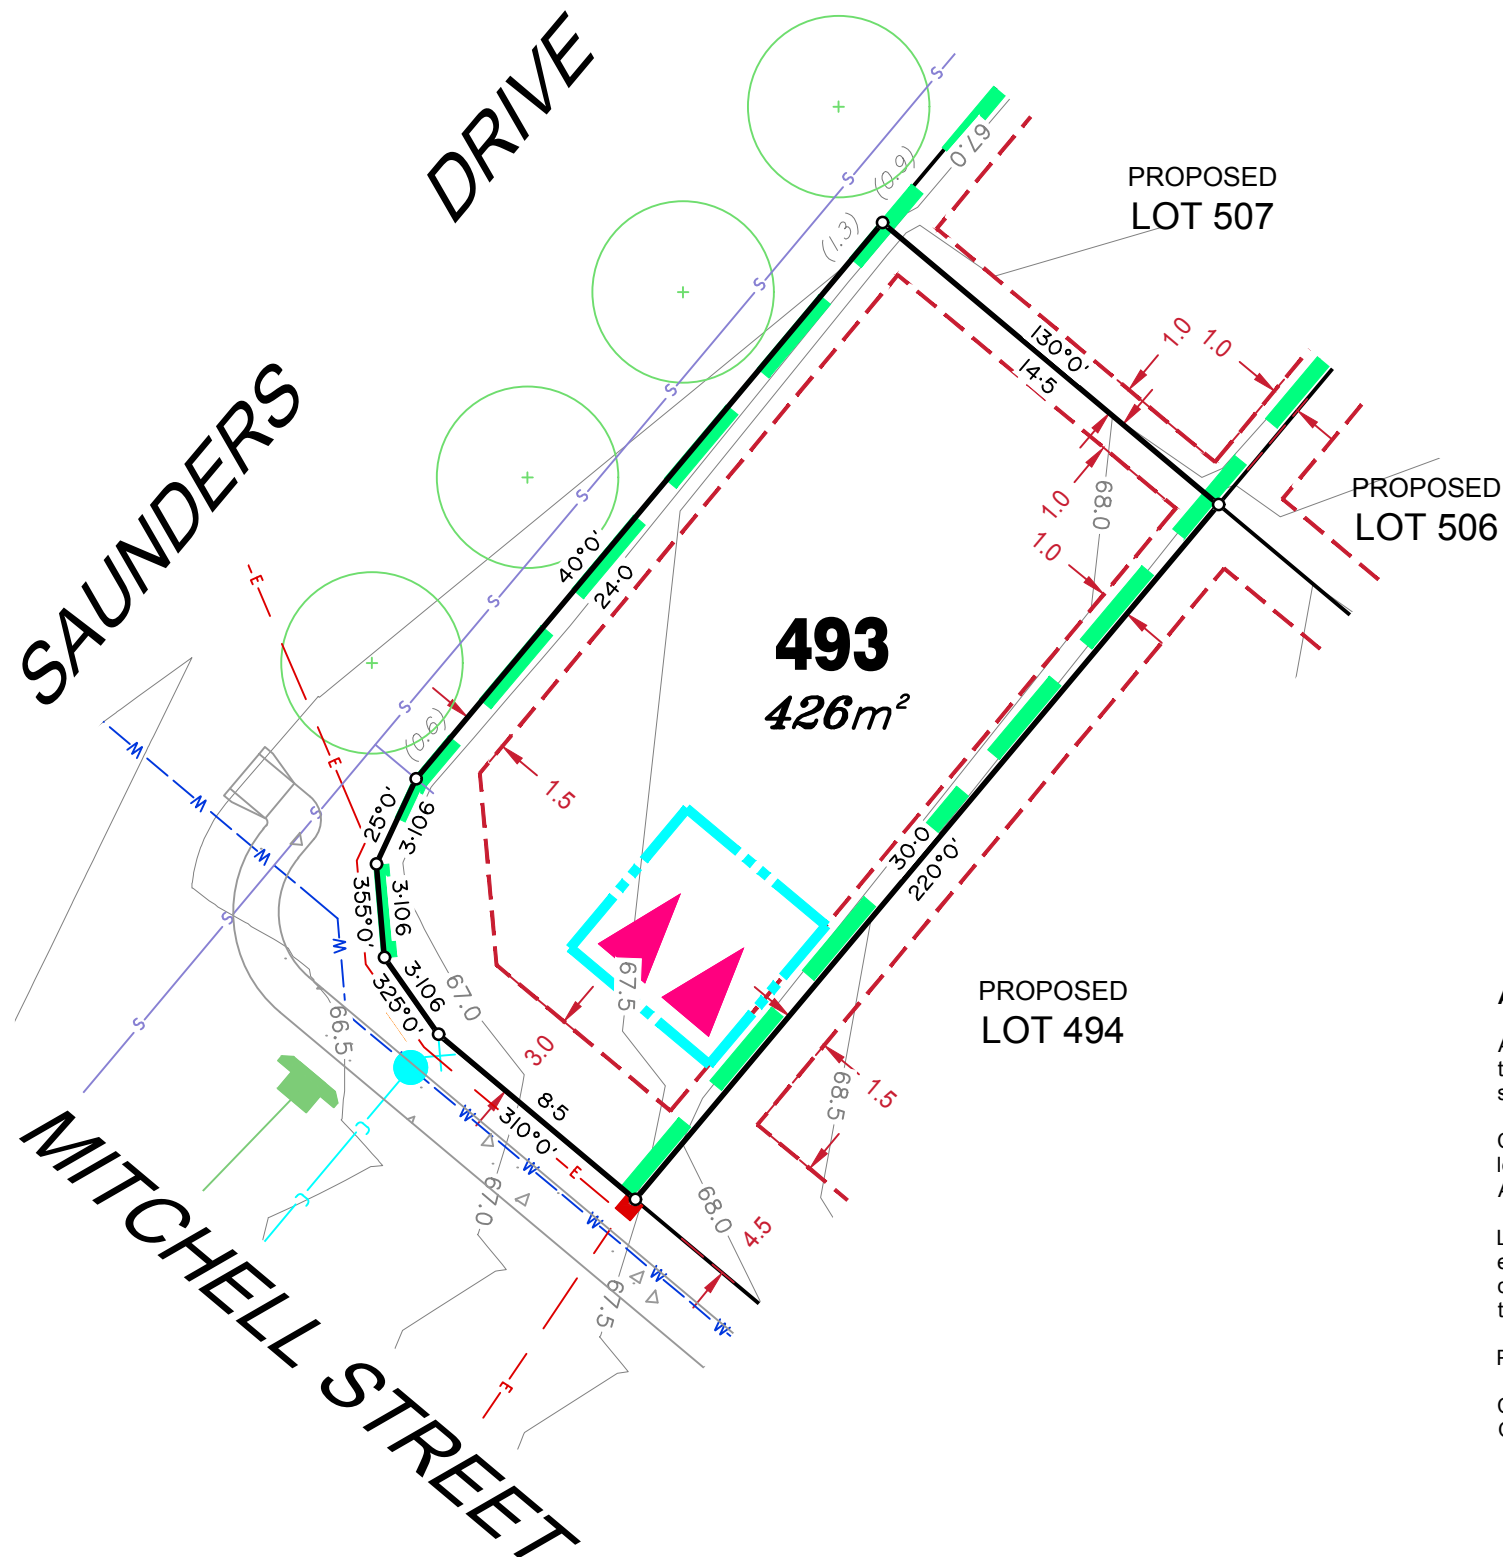 DRIVE
SAUNDERS
MITCHELL STREET
PROPOSED
LOT 507
PROPOSED
LOT 506
PROPOSED
LOT 494
493
426m²
67.0
(0.9)
(1.3)
(0.6)
130°0'
14·5
1.0
1.0
1.0
1.0
68.0
40°0'
24·0
1.5
25°0'
3·106
355°0'
3·106
325°0'
3·106
67.0
66.5
67.5
3.0
8·5
310°0'
30·0
220°0'
1.5
68.5
68.0
4.5
67.0
67.5
S
S
S
S
S
S
S
S
S
S
E
E
E
E
W
W
W
W
W
W
W
W
W
C
C